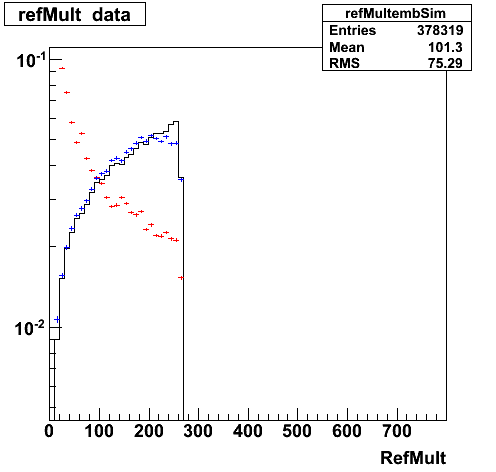 refMult data
refMultembSim
Entries 378319
Mean 101.3
RMS 75.29
10-1
10-2
0 100 200 300 400 500 600 700
RefMult